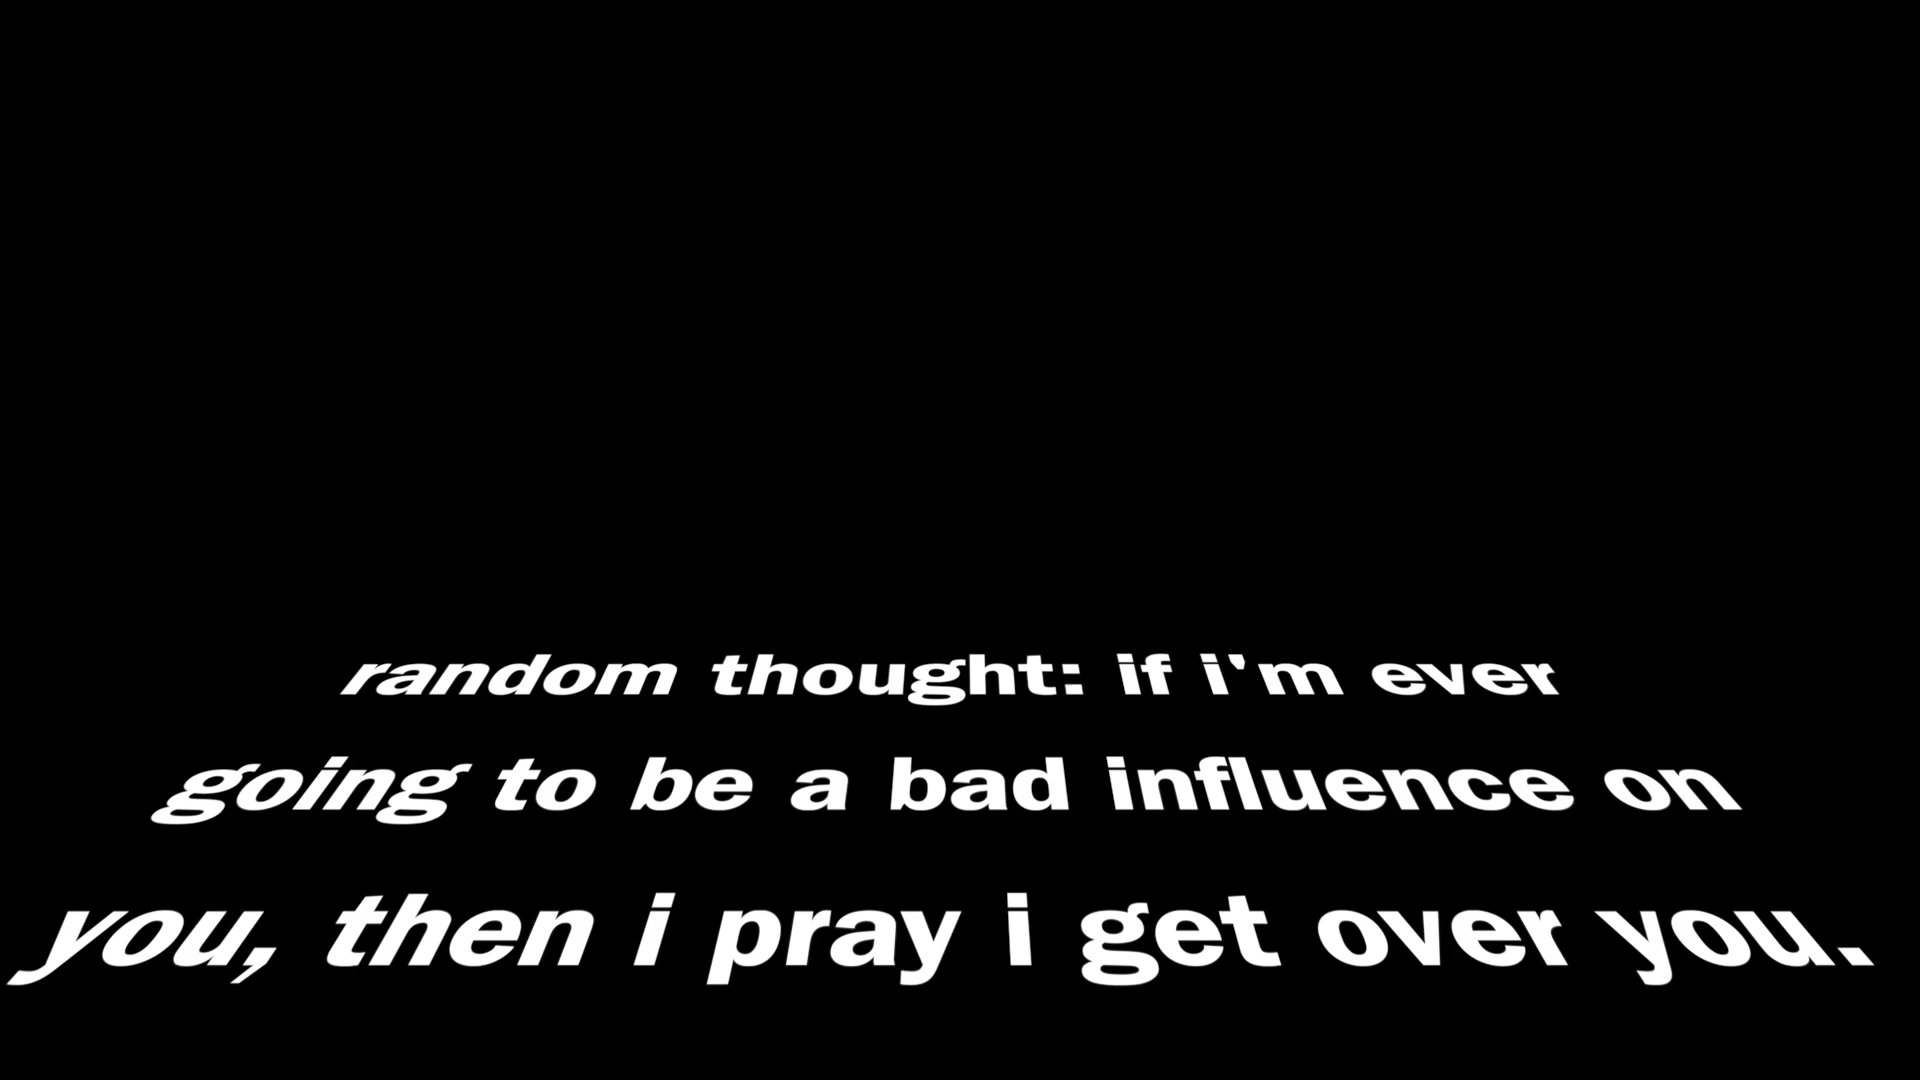 random thought: if i'm ever
going to be a bad influence on
you, then i pray i get over you.